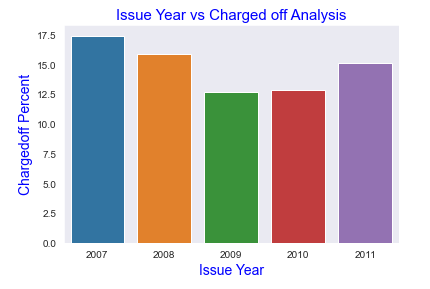 Issue Year vs Charged off Analysis
17.5
15.0
12.5
10.0
7.5
5.0
2.5
0.0
Chargedoff Percent
2007 2008 2009 2010 2011
Issue Year